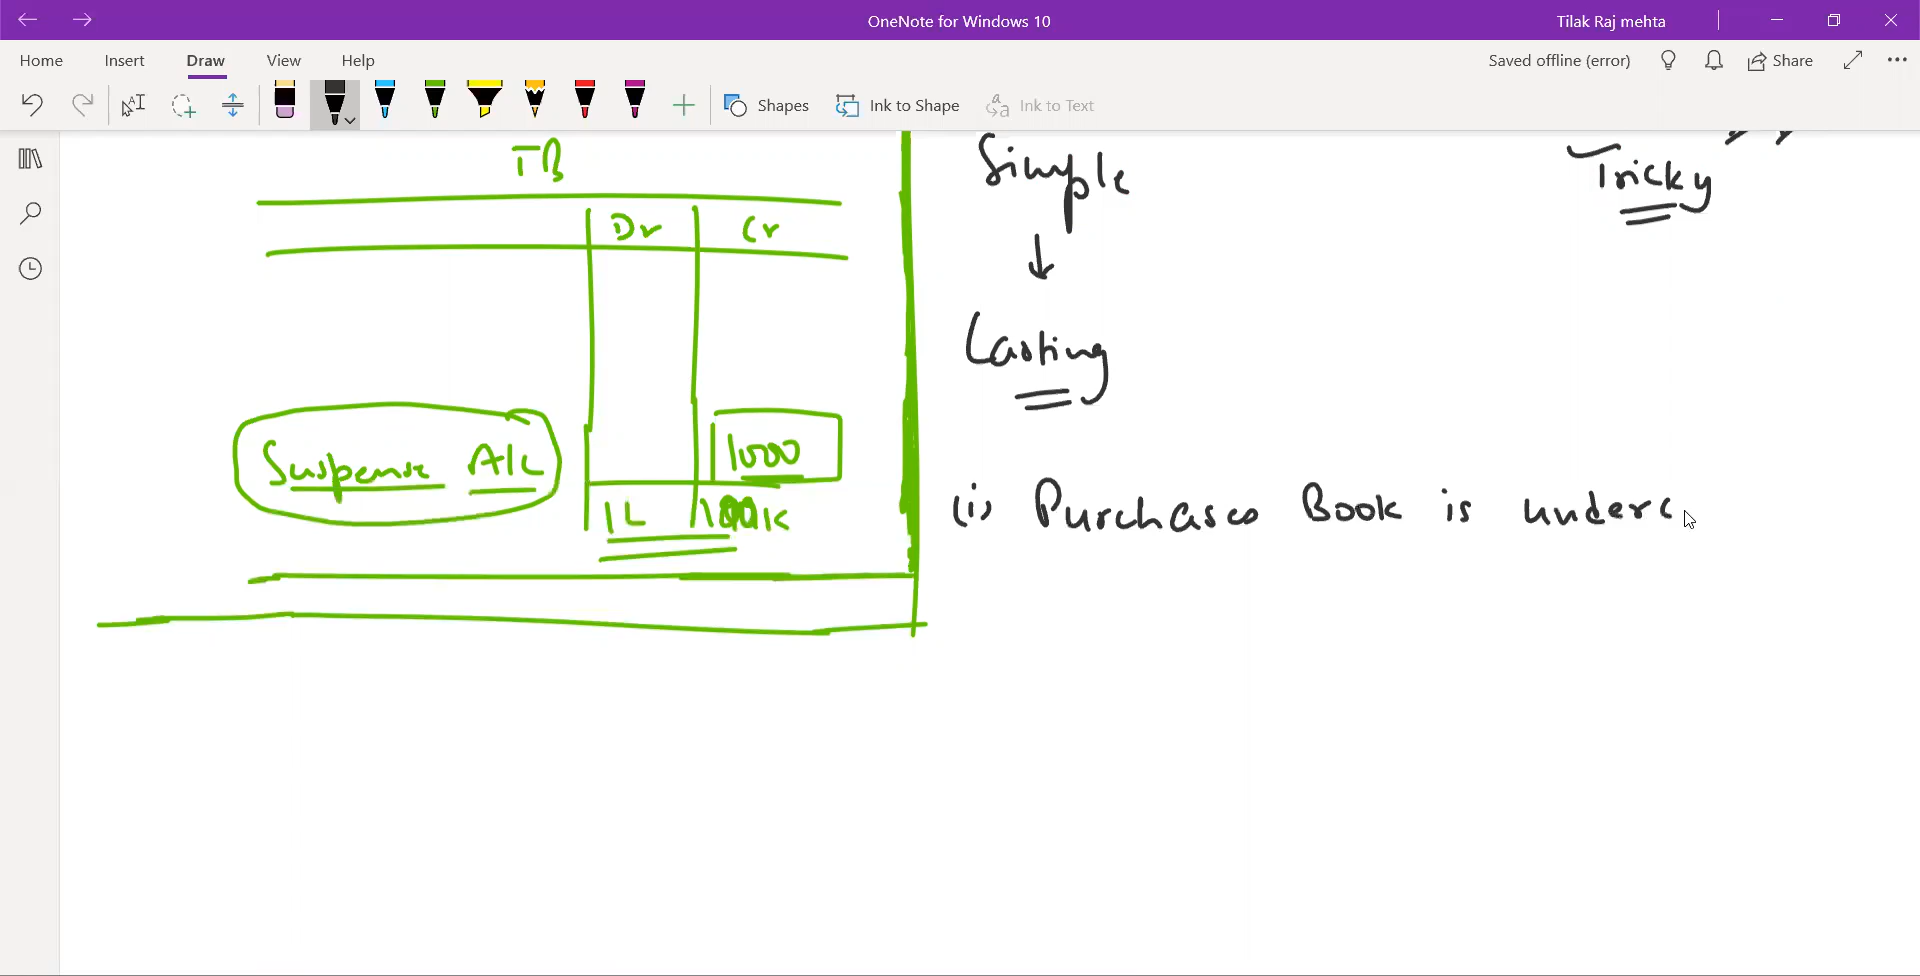 OneNote for Windows 10
Tilak Raj mehta
Home Insert Draw View Help
Saved offline (error) Share
Shapes Ink to Shape Ink to Text
TB
Dr Cr
Suspense A/c 1000
1L 100K
Simple
Tricky
Casting
(i) Purchases Book is underc